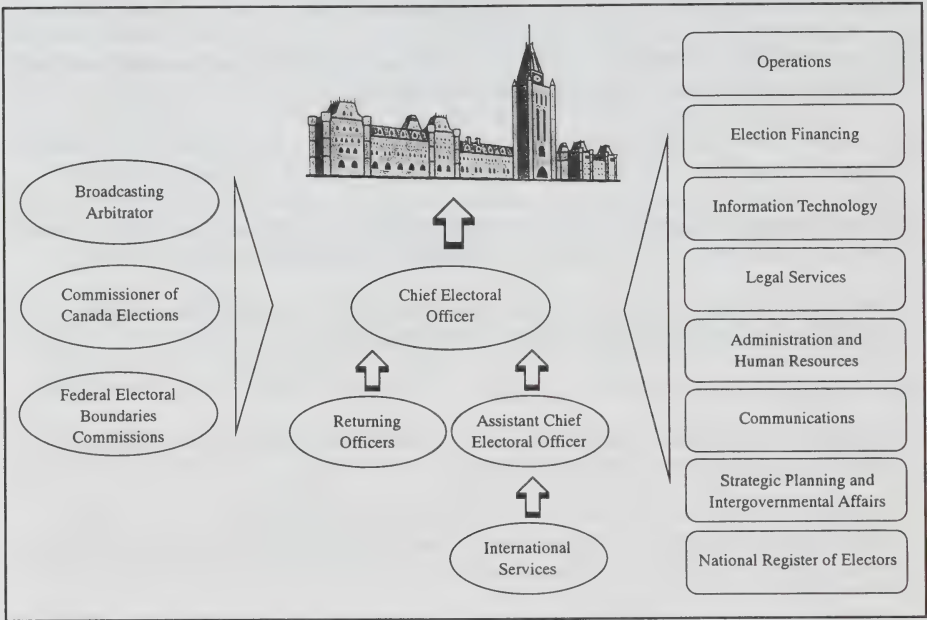 Broadcasting
Arbitrator
Commissioner of
Canada Elections
Federal Electoral
Boundaries
Commissions
Chief Electoral
Officer
Returning
Officers
Assistant Chief
Electoral Officer
International
Services
Operations
Election Financing
Information Technology
Legal Services
Administration and
Human Resources
Communications
Strategic Planning and
Intergovernmental Affairs
National Register of Electors